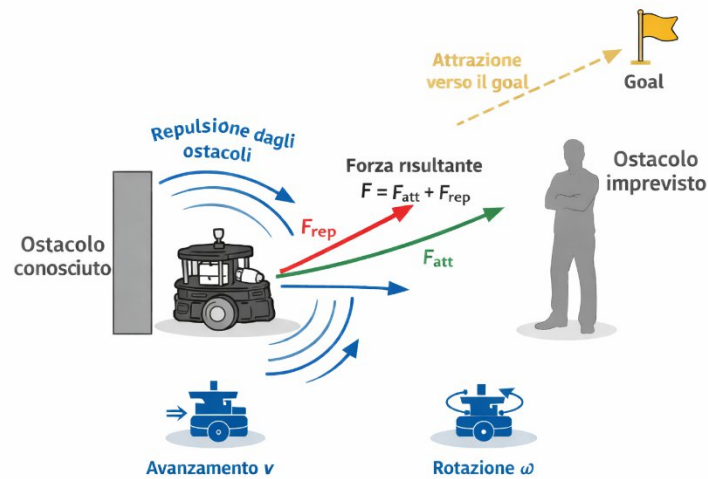 Attrazione
verso il goal
Goal
Repulsione dagli
ostacoli
Forza risultante
F = Fatt + Frep
Ostacolo
imprevisto
Ostacolo
conosciuto
Frep
Fatt
Avanzamento v
Rotazione ω